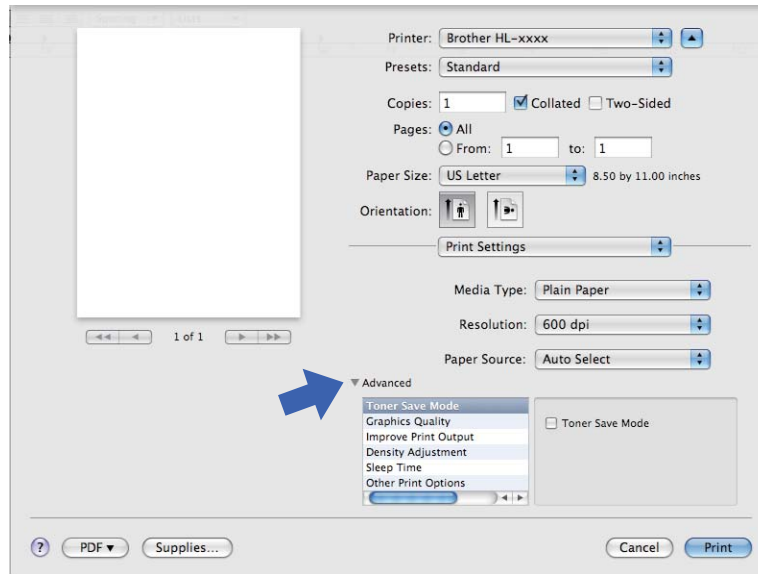 Printer: Brother HL-xxxx
Presets: Standard
Copies: 1 Collated Two-Sided
Pages: All
From: 1 to: 1
Paper Size: US Letter 8.50 by 11.00 inches
Orientation:
Print Settings
Media Type: Plain Paper
Resolution: 600 dpi
Paper Source: Auto Select
1 of 1
Advanced
Toner Save Mode
Graphics Quality
Improve Print Output
Density Adjustment
Sleep Time
Other Print Options
Toner Save Mode
? PDF Supplies... Cancel Print